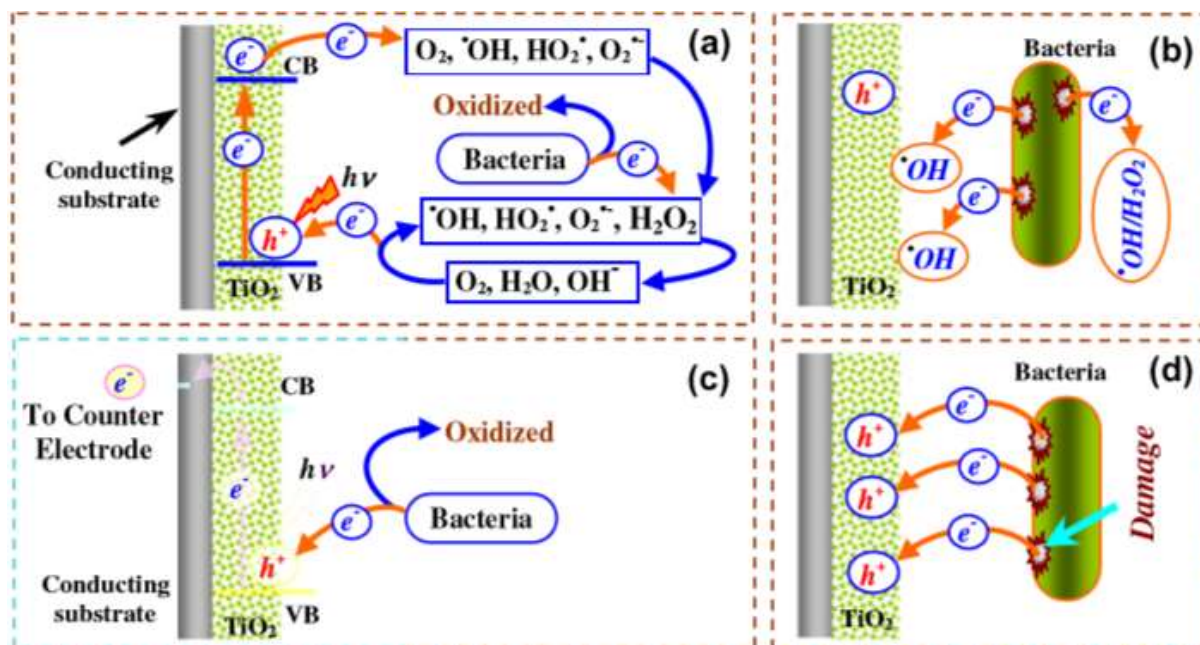 (a)
e⁻
e⁻
CB
O₂, •OH, HO₂•, O₂•⁻
Oxidized
Bacteria
e⁻
e⁻
Conducting
substrate
hν
h⁺
e⁻
•OH, HO₂•, O₂•⁻, H₂O₂
O₂, H₂O, OH⁻
VB
TiO₂
(b)
Bacteria
h⁺
e⁻
e⁻
•OH
e⁻
•OH
•OH/H₂O₂
TiO₂
(c)
e⁻
CB
To Counter
Electrode
Oxidized
hν
e⁻
e⁻
Bacteria
h⁺
Conducting
substrate
VB
TiO₂
(d)
Bacteria
e⁻
h⁺
e⁻
h⁺
e⁻
h⁺
Damage
TiO₂